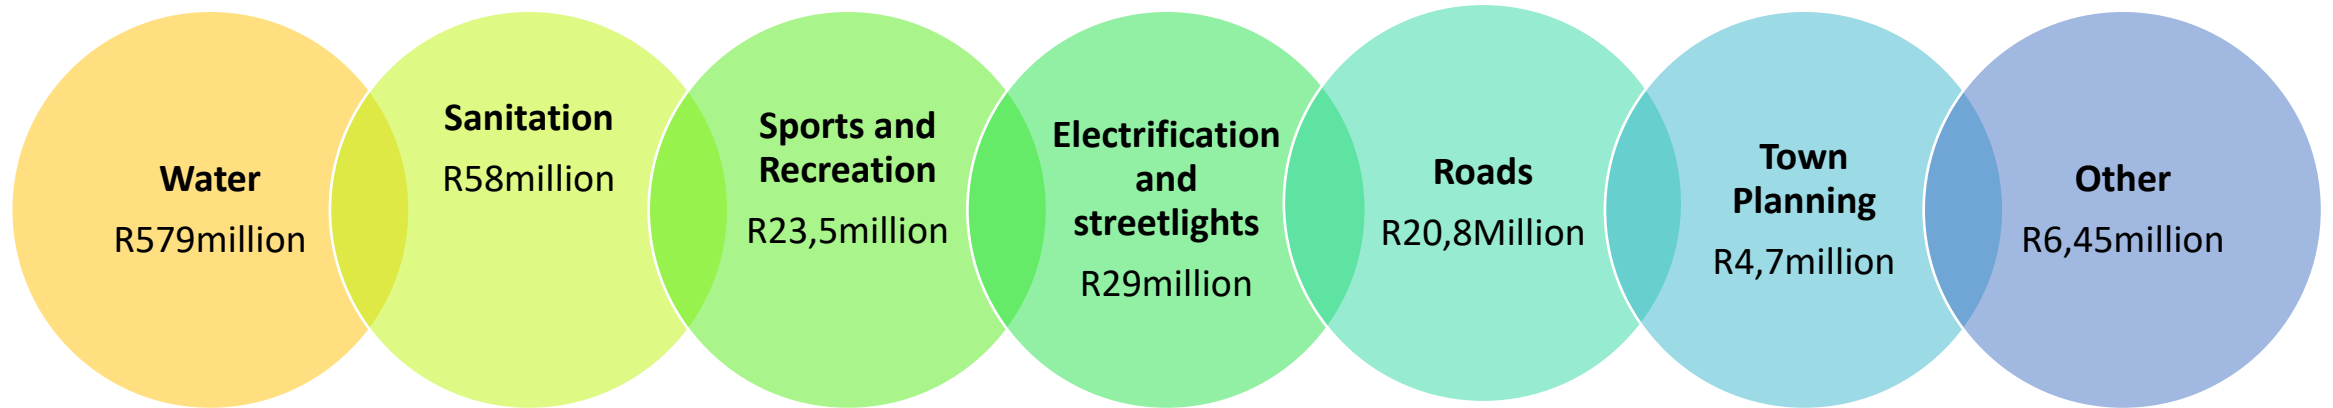 Water
R579million
Sanitation
R58million
Sports and
Recreation
R23,5million
Electrification
and
streetlights
R29million
Roads
R20,8Million
Town
Planning
R4,7million
Other
R6,45million